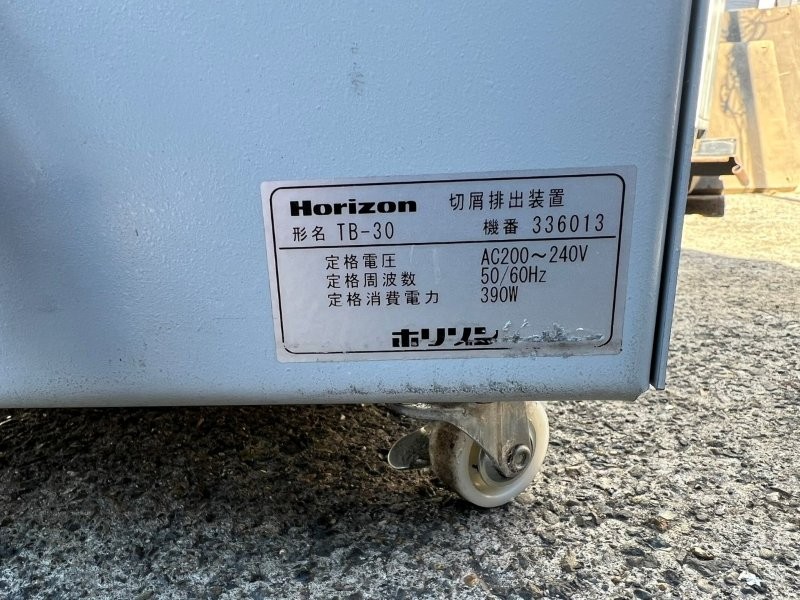 Horizon 切屑排出装置
形名 TB-30 機番 336013
定格電圧 AC200～240V
定格周波数 50/60Hz
定格消費電力 390W
ホリゾン